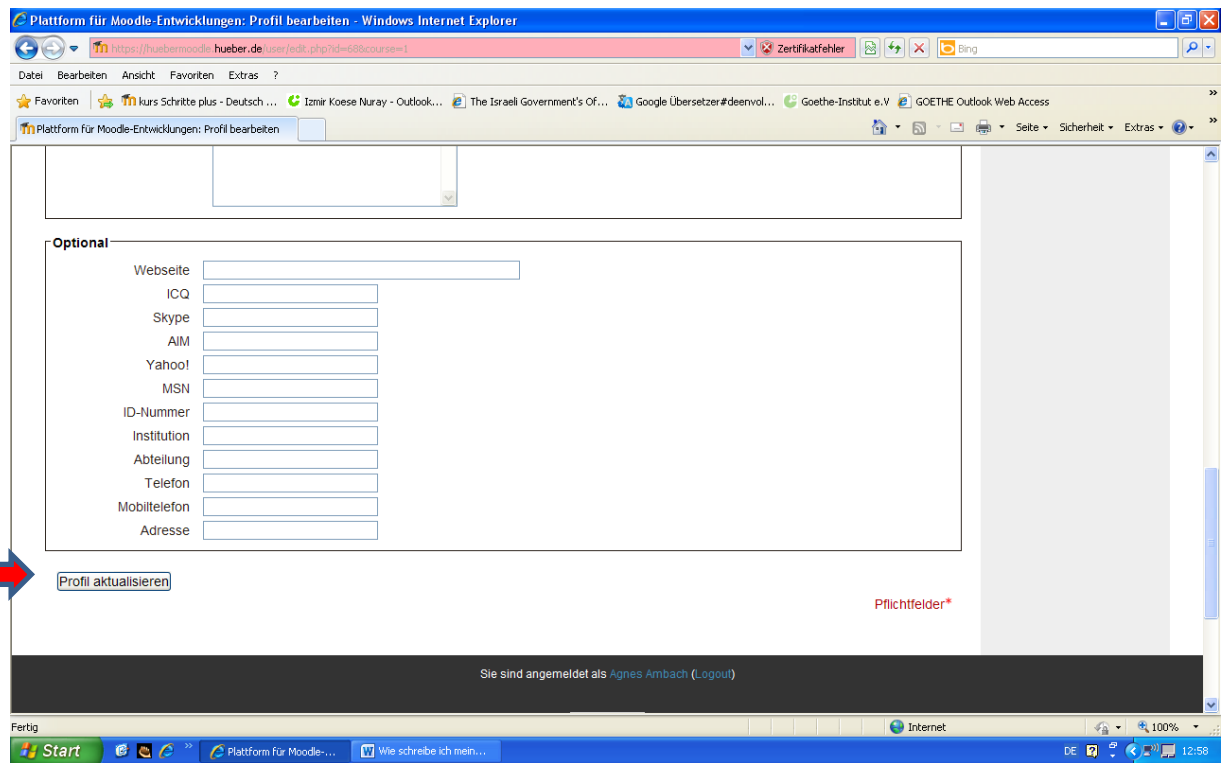 Plattform für Moodle-Entwicklungen: Profil bearbeiten - Windows Internet Explorer
https://huebermoodle.hueber.de/user/edit.php?id=68&course=1
Zertifikatfehler
Bing
Datei Bearbeiten Ansicht Favoriten Extras ?
Favoriten kurs Schritte plus - Deutsch ... Izmir Koese Nuray - Outlook... The Israeli Government's Of... Google Übersetzer#deenvol... Goethe-Institut e.V GOETHE Outlook Web Access »
Plattform für Moodle-Entwicklungen: Profil bearbeiten
Seite Sicherheit Extras »
Optional
Webseite
ICQ
Skype
AIM
Yahoo!
MSN
ID-Nummer
Institution
Abteilung
Telefon
Mobiltelefon
Adresse
Profil aktualisieren
Pflichtfelder*
Sie sind angemeldet als Agnes Ambach (Logout)
Fertig
Internet
100%
Start » Plattform für Moodle-... Wie schreibe ich mein... DE 12:58